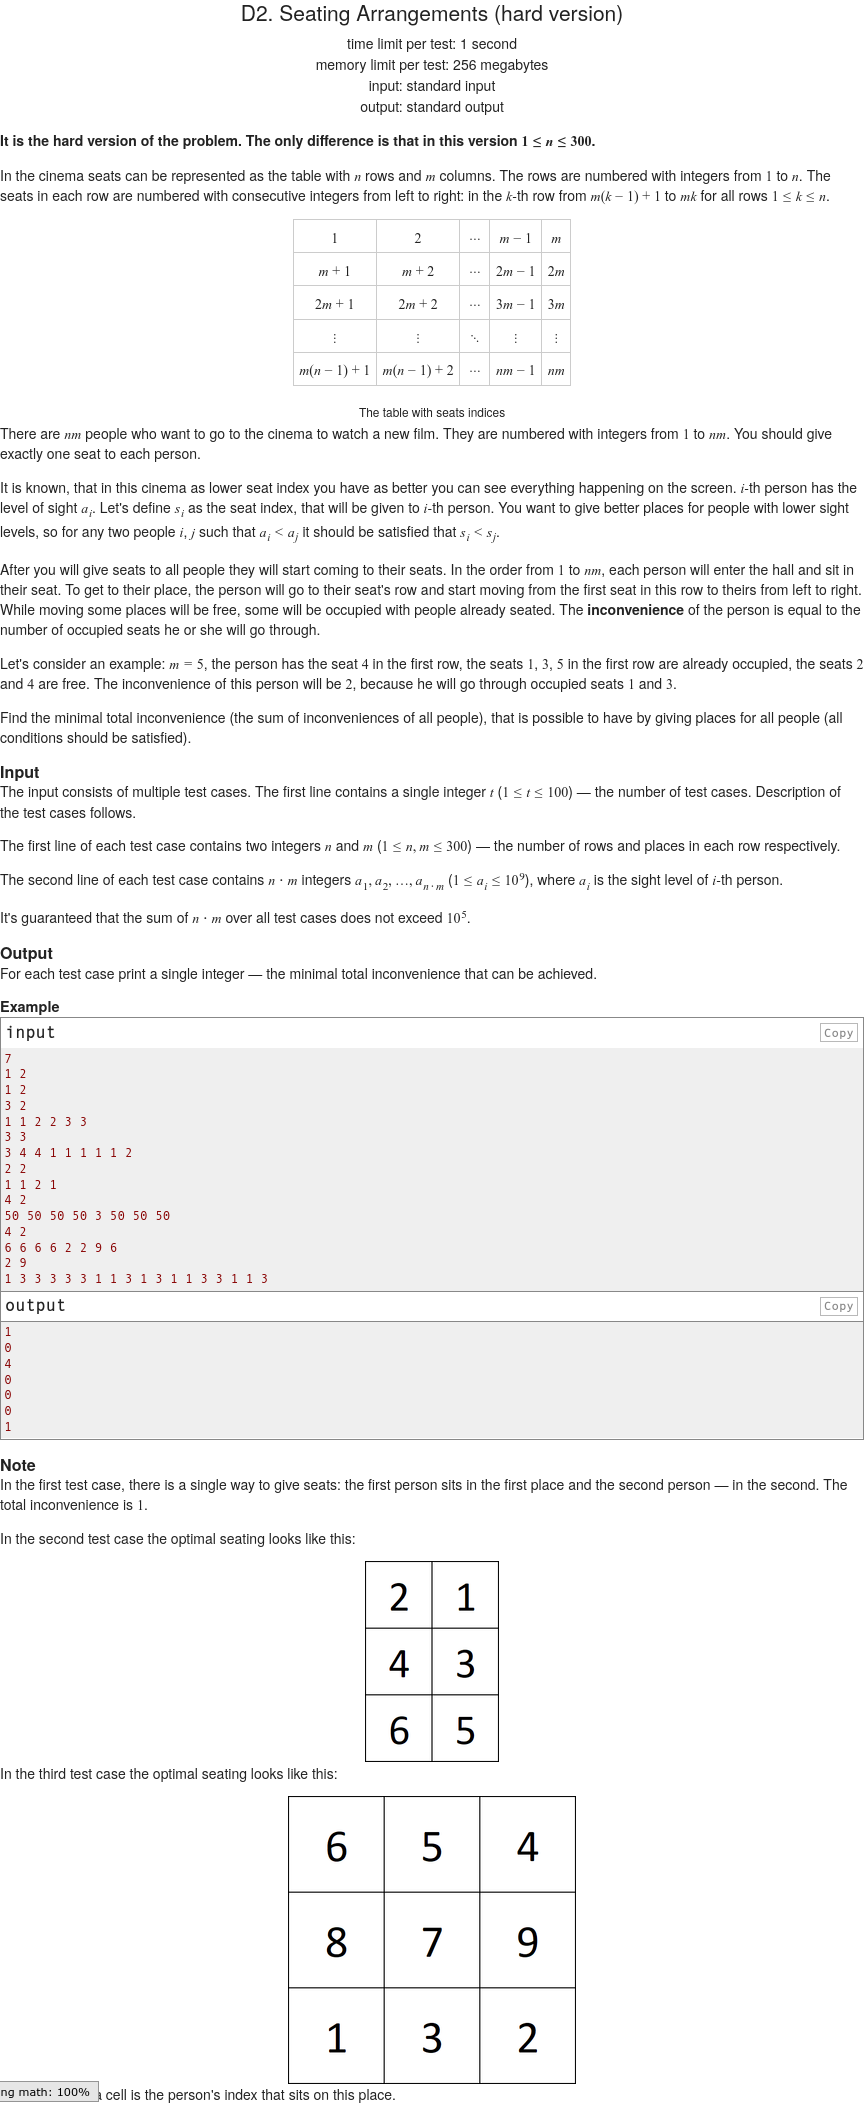 D2. Seating Arrangements (hard version)
time limit per test: 1 second
memory limit per test: 256 megabytes
input: standard input
output: standard output
It is the hard version of the problem. The only difference is that in this version 1 ≤ n ≤ 300.
In the cinema seats can be represented as the table with n rows and m columns. The rows are numbered with integers from 1 to n. The
seats in each row are numbered with consecutive integers from left to right: in the k-th row from m(k − 1) + 1 to mk for all rows 1 ≤ k ≤ n.
1 2 ⋯ m − 1 m
m + 1 m + 2 ⋯ 2m − 1 2m
2m + 1 2m + 2 ⋯ 3m − 1 3m
⋮ ⋮ ⋱ ⋮ ⋮
m(n − 1) + 1 m(n − 1) + 2 ⋯ nm − 1 nm
The table with seats indices
There are nm people who want to go to the cinema to watch a new film. They are numbered with integers from 1 to nm. You should give
exactly one seat to each person.
It is known, that in this cinema as lower seat index you have as better you can see everything happening on the screen. i-th person has the
level of sight a_i. Let's define s_i as the seat index, that will be given to i-th person. You want to give better places for people with lower sight
levels, so for any two people i, j such that a_i < a_j it should be satisfied that s_i < s_j.
After you will give seats to all people they will start coming to their seats. In the order from 1 to nm, each person will enter the hall and sit in
their seat. To get to their place, the person will go to their seat's row and start moving from the first seat in this row to theirs from left to right.
While moving some places will be free, some will be occupied with people already seated. The inconvenience of the person is equal to the
number of occupied seats he or she will go through.
Let's consider an example: m = 5, the person has the seat 4 in the first row, the seats 1, 3, 5 in the first row are already occupied, the seats 2
and 4 are free. The inconvenience of this person will be 2, because he will go through occupied seats 1 and 3.
Find the minimal total inconvenience (the sum of inconveniences of all people), that is possible to have by giving places for all people (all
conditions should be satisfied).
Input
The input consists of multiple test cases. The first line contains a single integer t (1 ≤ t ≤ 100) — the number of test cases. Description of
the test cases follows.
The first line of each test case contains two integers n and m (1 ≤ n, m ≤ 300) — the number of rows and places in each row respectively.
The second line of each test case contains n · m integers a_1, a_2, …, a_{n·m} (1 ≤ a_i ≤ 10^9), where a_i is the sight level of i-th person.
It's guaranteed that the sum of n · m over all test cases does not exceed 10^5.
Output
For each test case print a single integer — the minimal total inconvenience that can be achieved.
Example
input
Copy
7
1 2
1 2
3 2
1 1 2 2 3 3
3 3
3 4 4 1 1 1 1 1 2
2 2
1 1 2 1
4 2
50 50 50 50 3 50 50 50
4 2
6 6 6 6 2 2 9 6
2 9
1 3 3 3 3 3 1 1 3 1 3 1 1 3 3 1 1 3
output
Copy
1
0
4
0
0
0
1
Note
In the first test case, there is a single way to give seats: the first person sits in the first place and the second person — in the second. The
total inconvenience is 1.
In the second test case the optimal seating looks like this:
2 1
4 3
6 5
In the third test case the optimal seating looks like this:
6 5 4
8 7 9
1 3 2
ng math: 100%
cell is the person's index that sits on this place.